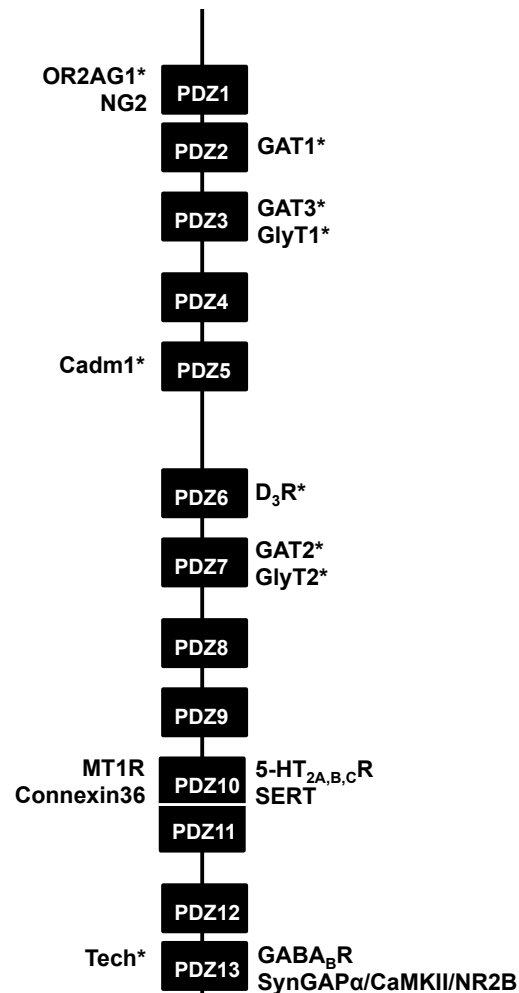 OR2AG1*
NG2
PDZ1
PDZ2
GAT1*
PDZ3
GAT3*
GlyT1*
PDZ4
Cadm1*
PDZ5
PDZ6
D₃R*
PDZ7
GAT2*
GlyT2*
PDZ8
PDZ9
MT1R
Connexin36
PDZ10
5-HT₂A,B,CR
SERT
PDZ11
PDZ12
Tech*
PDZ13
GABA_BR
SynGAPα/CaMKII/NR2B